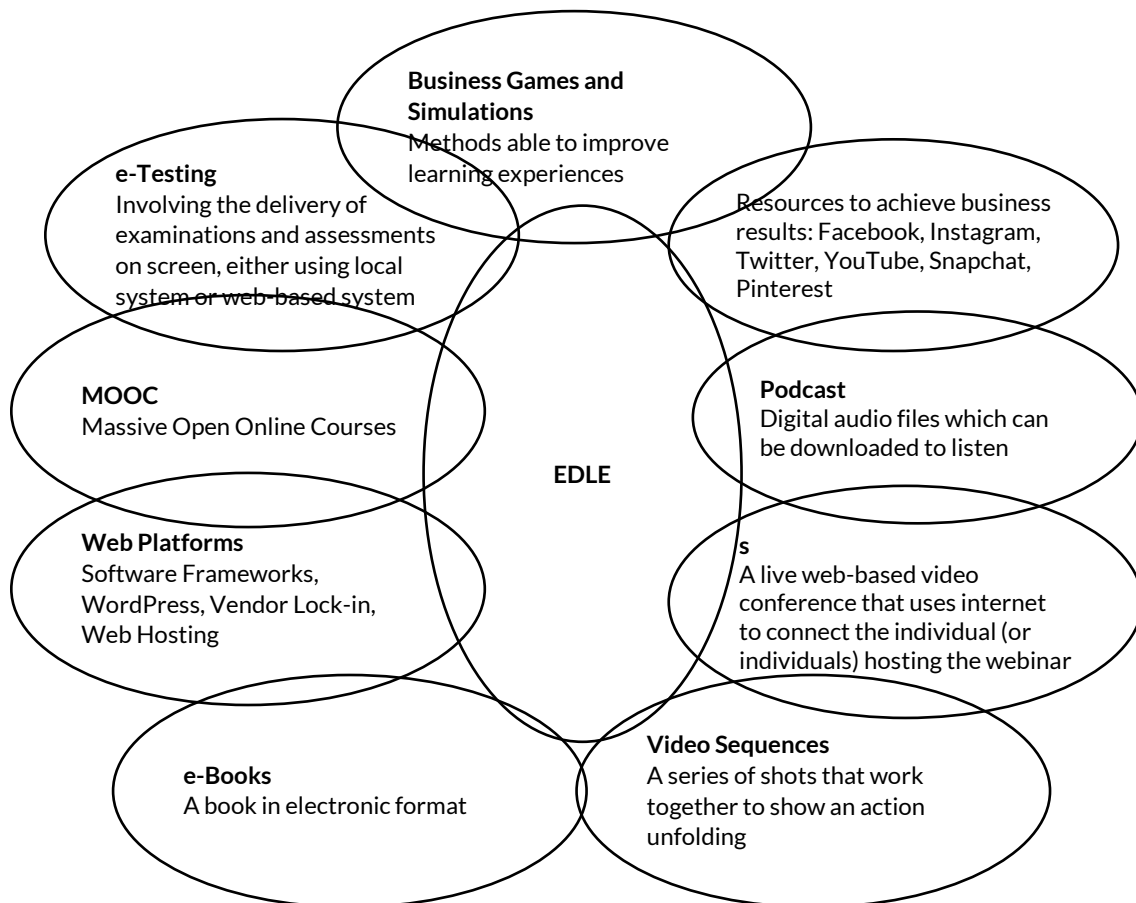 Business Games and
Simulations
Methods able to improve
learning experiences
e-Testing
Involving the delivery of
examinations and assessments
on screen, either using local
system or web-based system
Resources to achieve business
results: Facebook, Instagram,
Twitter, YouTube, Snapchat,
Pinterest
MOOC
Massive Open Online Courses
Podcast
Digital audio files which can
be downloaded to listen
EDLE
Web Platforms
Software Frameworks,
WordPress, Vendor Lock-in,
Web Hosting
s
A live web-based video
conference that uses internet
to connect the individual (or
individuals) hosting the webinar
e-Books
A book in electronic format
Video Sequences
A series of shots that work
together to show an action
unfolding